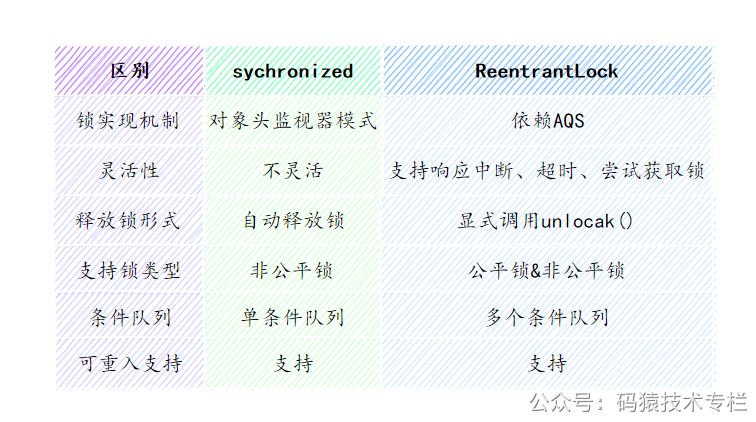 区别 sychronized ReentrantLock
锁实现机制 对象头监视器模式 依赖AQS
灵活性 不灵活 支持响应中断、超时、尝试获取锁
释放锁形式 自动释放锁 显式调用unlocak()
支持锁类型 非公平锁 公平锁&非公平锁
条件队列 单条件队列 多个条件队列
可重入支持 支持 支持
公众号：码猿技术专栏